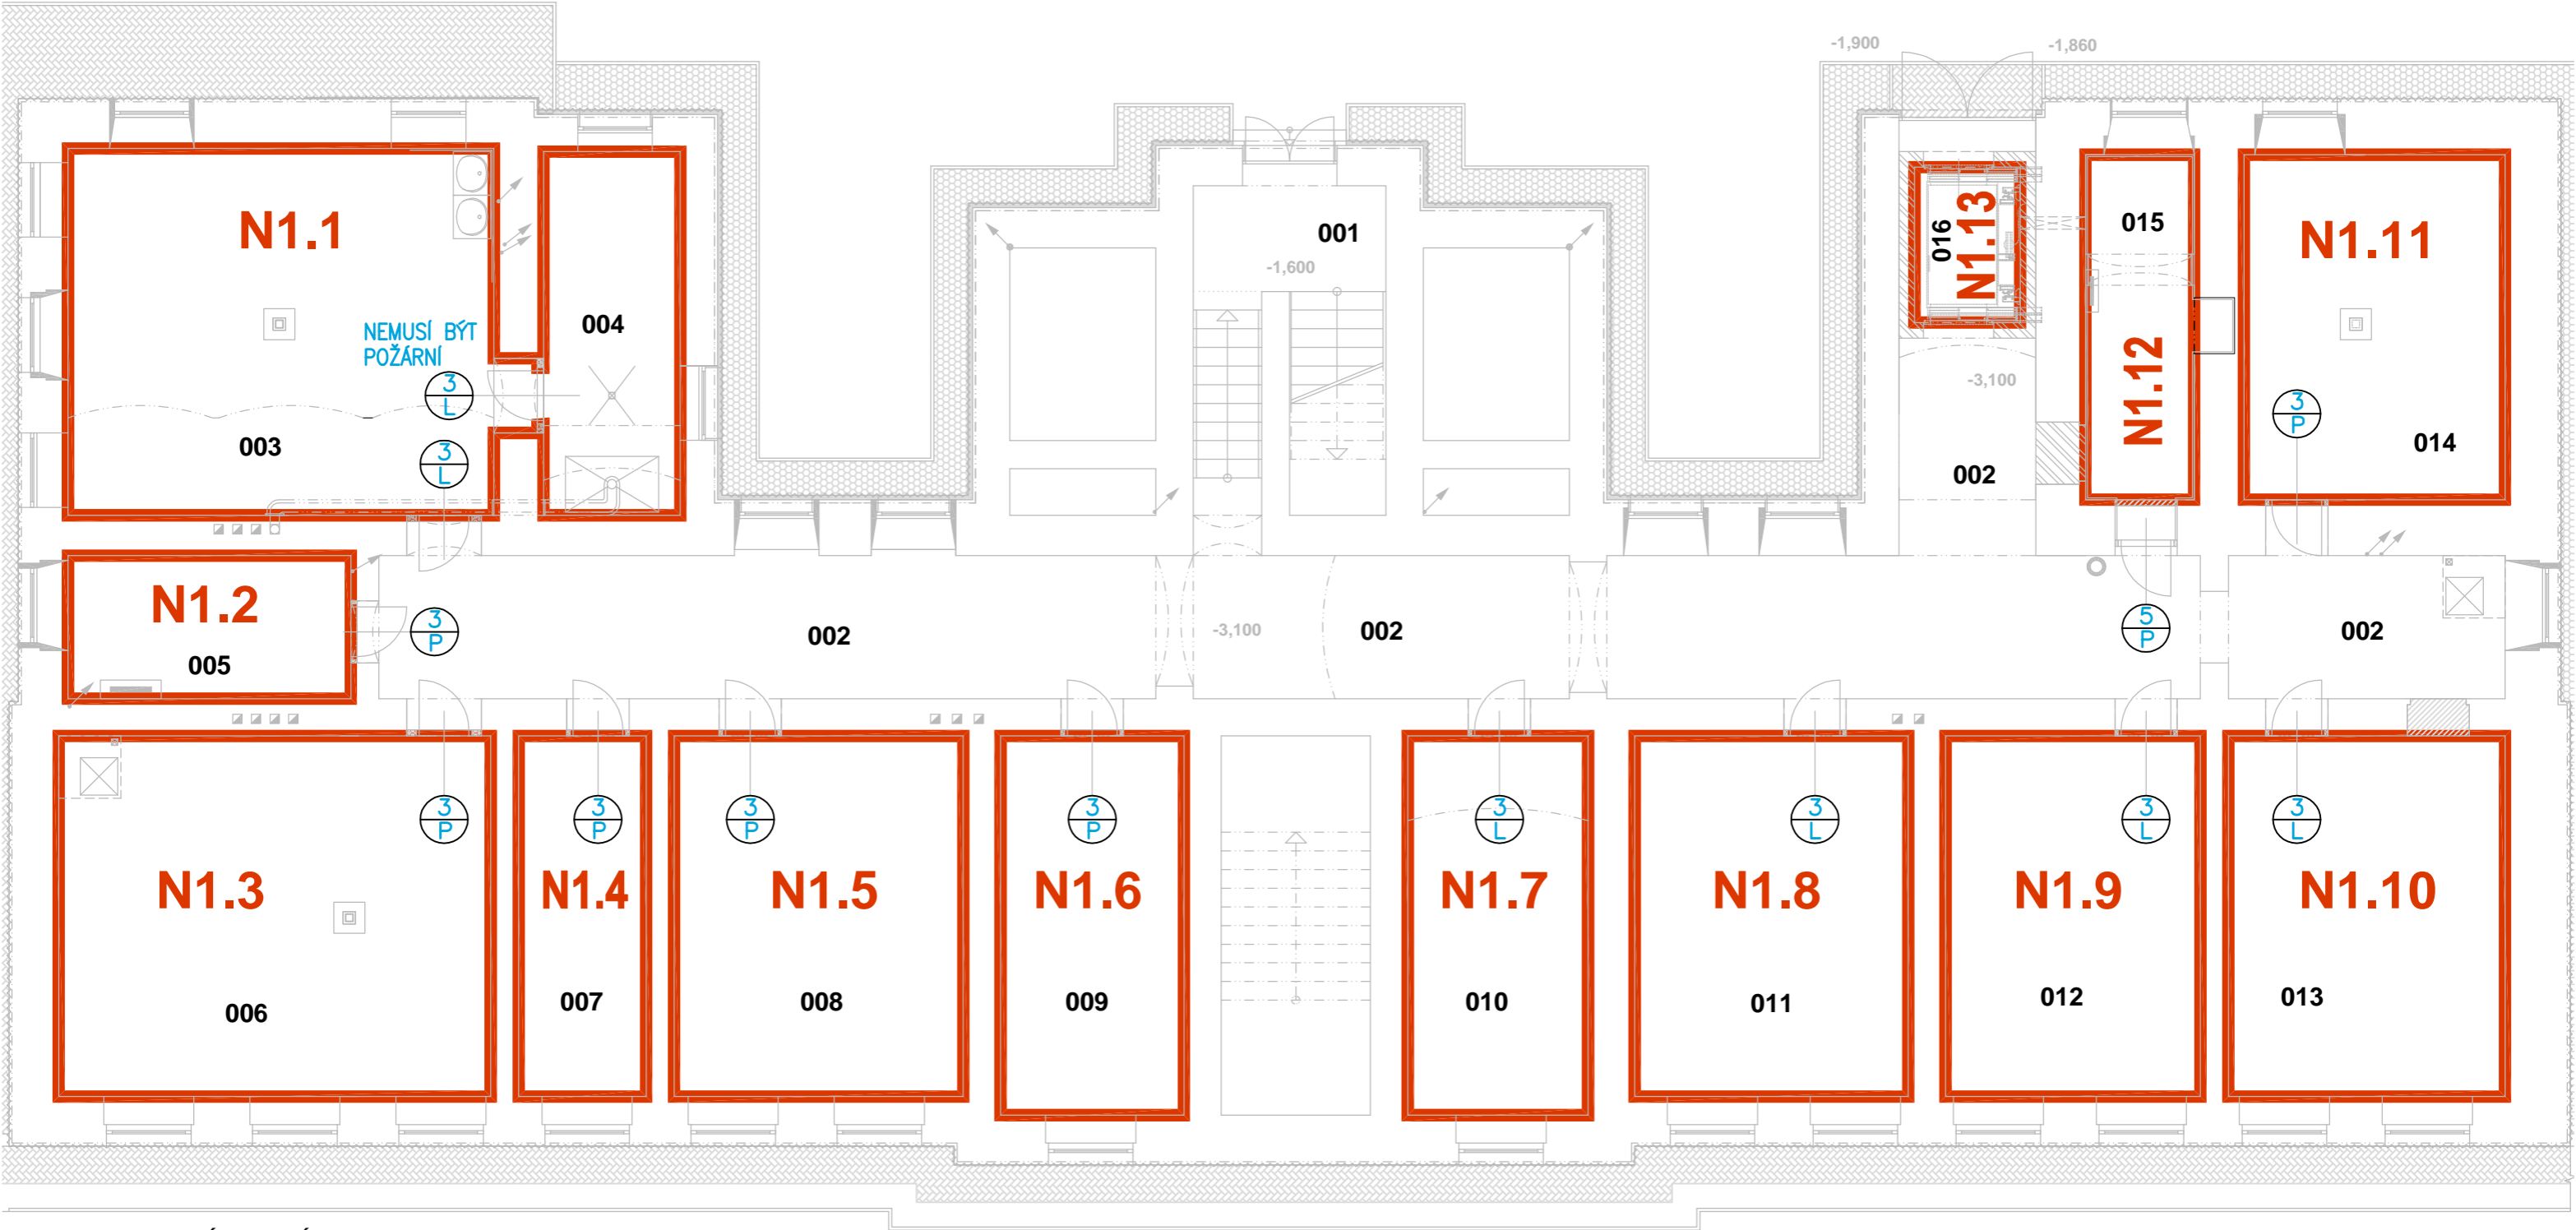 -1,900
-1,860
N1.1
001
-1,600
016
N1.13
015
N1.11
004
NEMUSÍ BÝT
POŽÁRNÍ
3
L
003
3
L
-3,100
N1.12
3
P
014
002
N1.2
005
3
P
002
-3,100
002
5
P
002
3
P
3
P
3
P
3
P
3
L
3
L
3
L
3
L
N1.3
N1.4
N1.5
N1.6
N1.7
N1.8
N1.9
N1.10
006
007
008
009
010
011
012
013